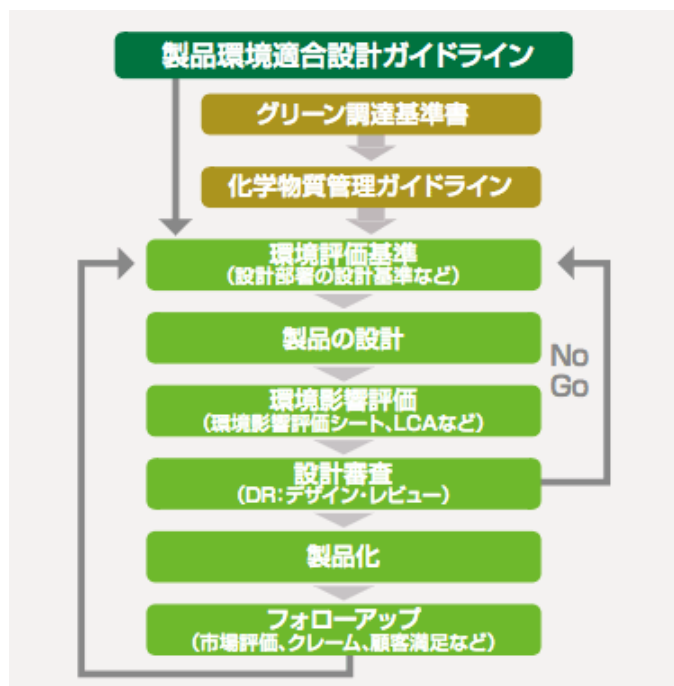 製品環境適合設計ガイドライン
グリーン調達基準書
化学物質管理ガイドライン
環境評価基準
(設計部署の設計基準など)
製品の設計
環境影響評価
(環境影響評価シート、LCAなど)
設計審査
(DR:デザイン・レビュー)
製品化
フォローアップ
(市場評価、クレーム、顧客満足など)
No
Go